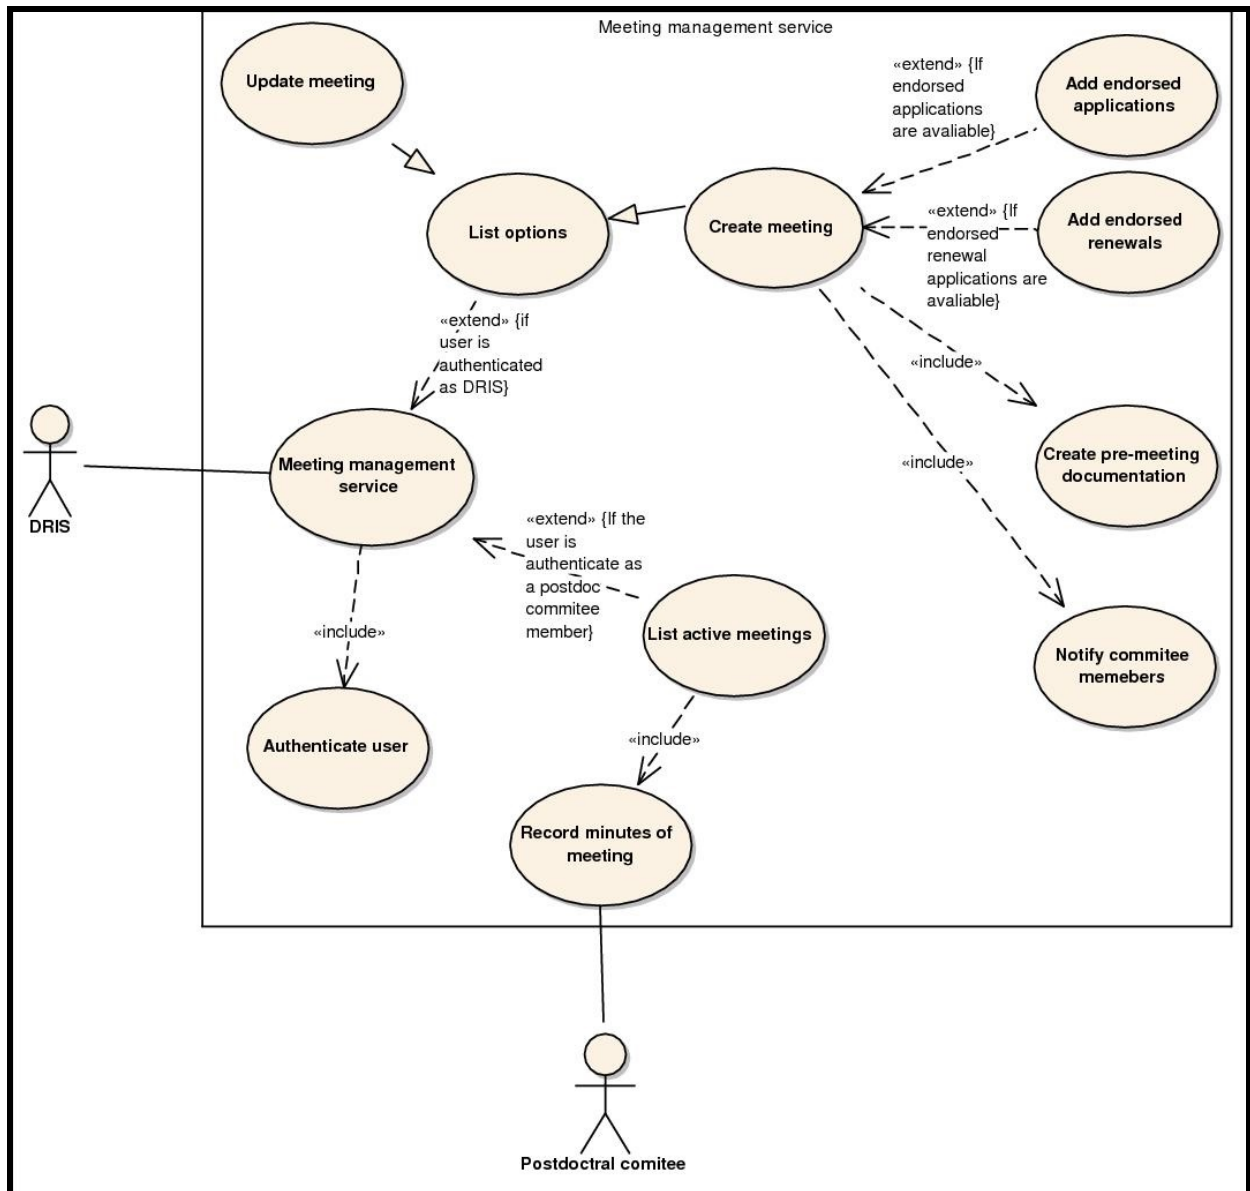 Meeting management service
Update meeting
«extend» {If
endorsed
applications
are avaliable}
Add endorsed
applications
List options
Create meeting
«extend» {If
endorsed
renewal
applications are
avaliable}
Add endorsed
renewals
«extend» {if
user is
authenticated
as DRIS}
«include»
DRIS
Meeting management
service
«include»
Create pre-meeting
documentation
«extend» {If the
user is
authenticate as
a postdoc
commitee
member}
«include»
List active meetings
Notify commitee
memebers
Authenticate user
«include»
Record minutes of
meeting
Postdoctral comitee